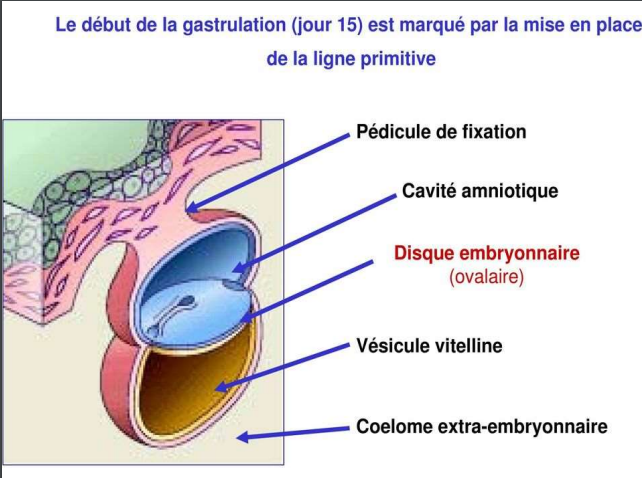 Le début de la gastrulation (jour 15) est marqué par la mise en place
de la ligne primitive
Pédicule de fixation
Cavité amniotique
Disque embryonnaire
(ovalaire)
Vésicule vitelline
Coelome extra-embryonnaire